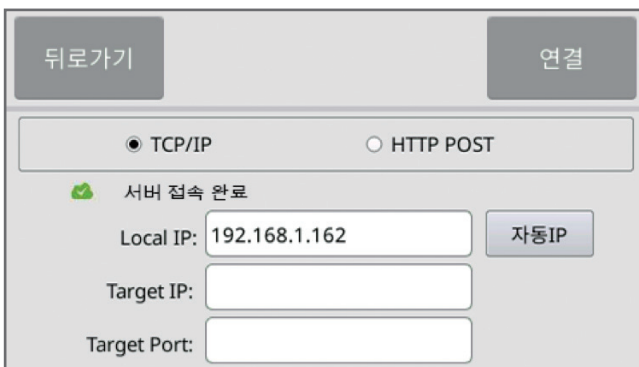 뒤로가기 연결
TCP/IP HTTP POST
서버 접속 완료
Local IP: 192.168.1.162 자동IP
Target IP:
Target Port: